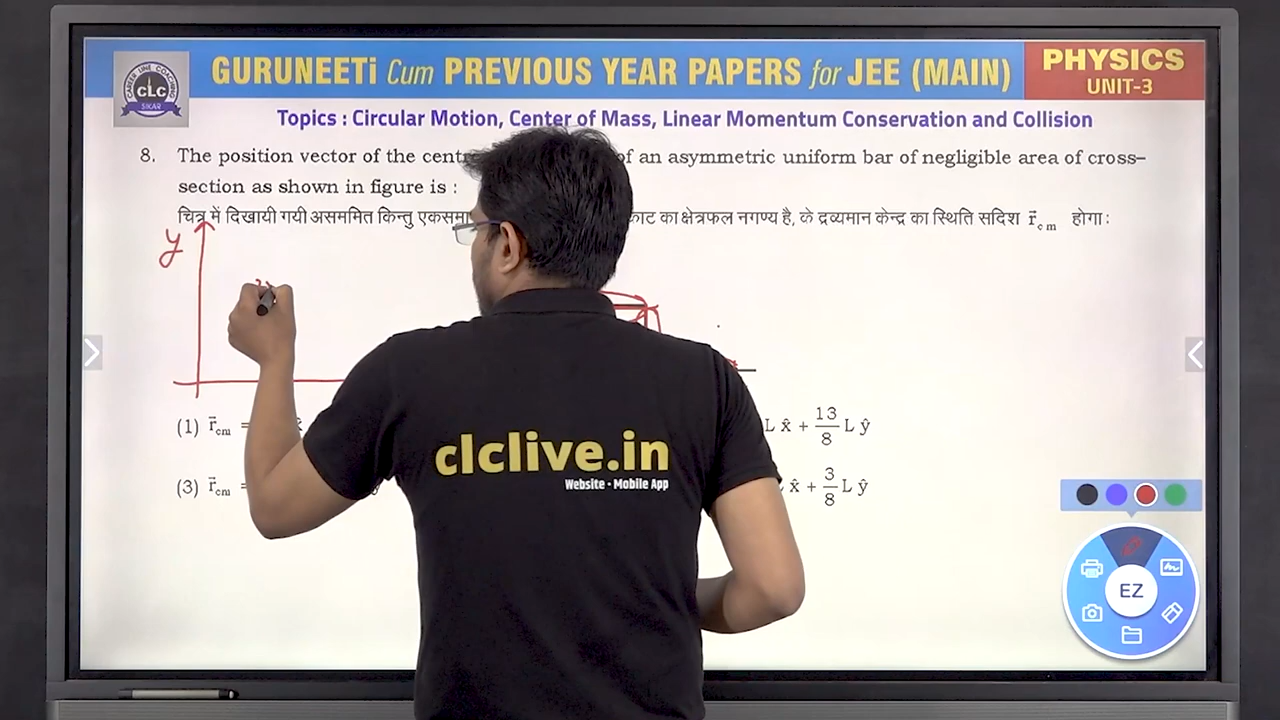 GURUNEETi Cum PREVIOUS YEAR PAPERS for JEE (MAIN)
PHYSICS
UNIT-3
CAREER LINE COACHING
CLC
SIKAR
Topics : Circular Motion, Center of Mass, Linear Momentum Conservation and Collision
8. The position vector of the of an asymmetric uniform bar of negligible area of cross–
section as shown in figure is :
चित्र में दिखायी गयी असममित किन्तु का क्षेत्रफल नगण्य है, के द्रव्यमान केन्द्र का स्थिति सदिश r⃗cm होगा :
y
(1) r⃗cm =
L x̂ + 13/8 L ŷ
(3) r⃗cm =
x̂ + 3/8 L ŷ
clclive.in
Website - Mobile App
EZ